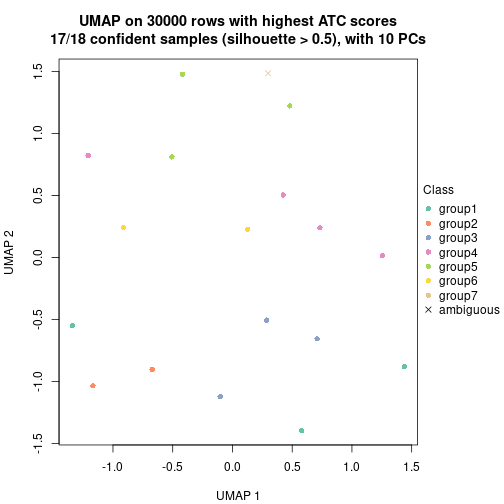 UMAP on 30000 rows with highest ATC scores
17/18 confident samples (silhouette > 0.5), with 10 PCs
1.5
1.0
0.5
0.0
-0.5
-1.0
-1.5
UMAP 2
-1.0
-0.5
0.0
0.5
1.0
1.5
UMAP 1
Class
group1
group2
group3
group4
group5
group6
group7
ambiguous